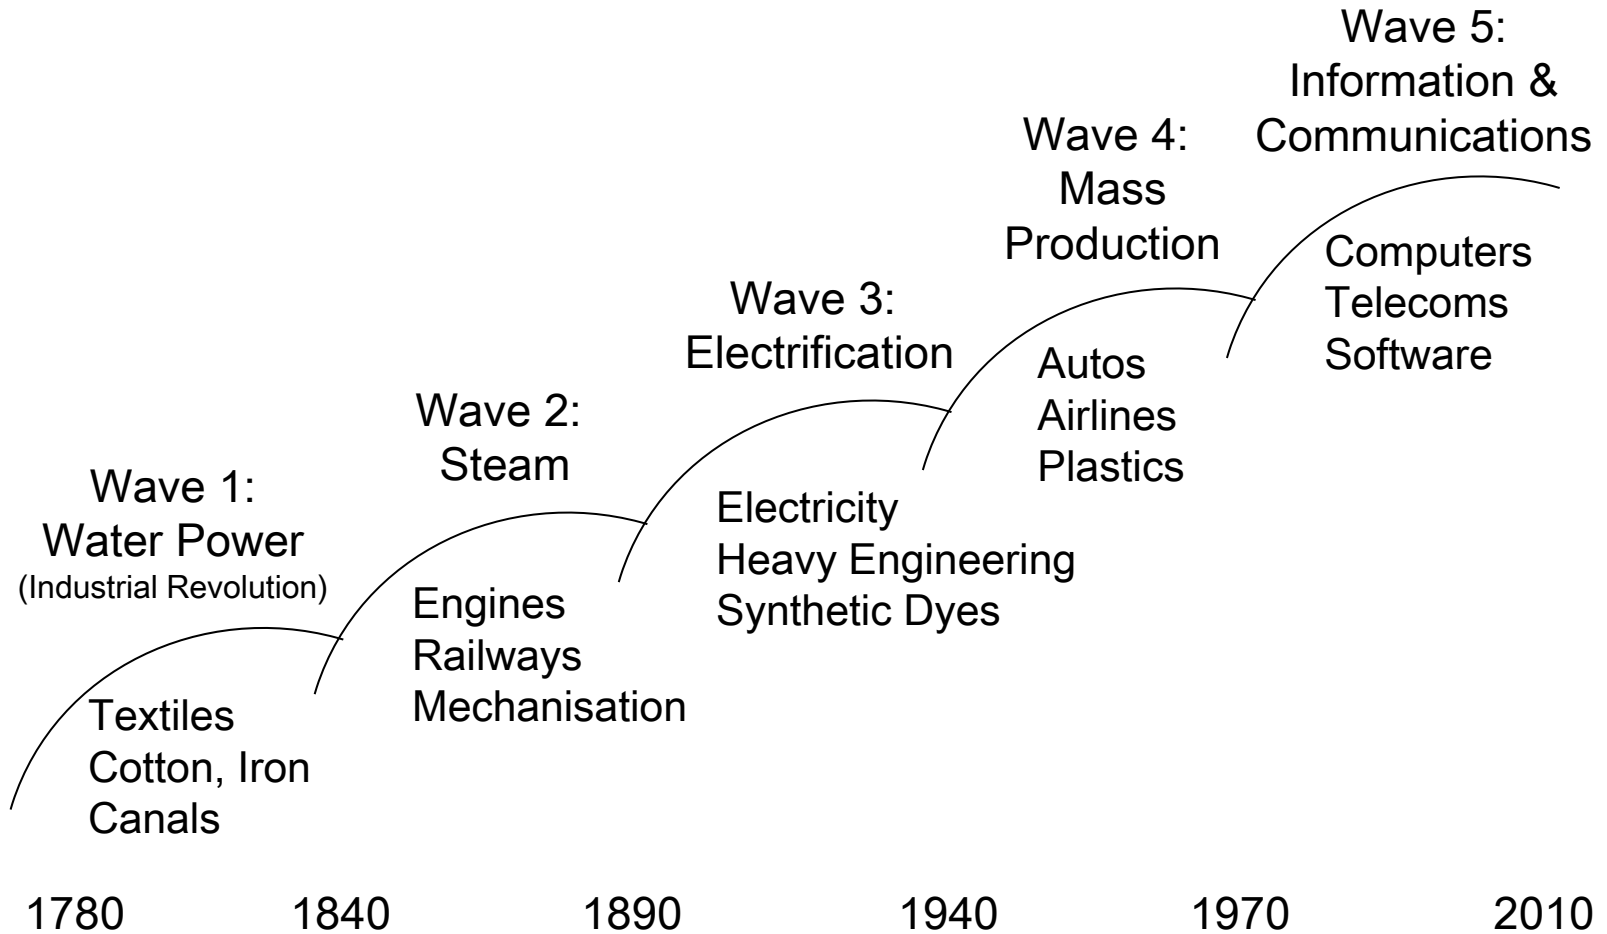 Wave 1:
Water Power
(Industrial Revolution)
Textiles
Cotton, Iron
Canals
Wave 2:
Steam
Engines
Railways
Mechanisation
Wave 3:
Electrification
Electricity
Heavy Engineering
Synthetic Dyes
Wave 4:
Mass
Production
Autos
Airlines
Plastics
Wave 5:
Information &
Communications
Computers
Telecoms
Software
1780 1840 1890 1940 1970 2010